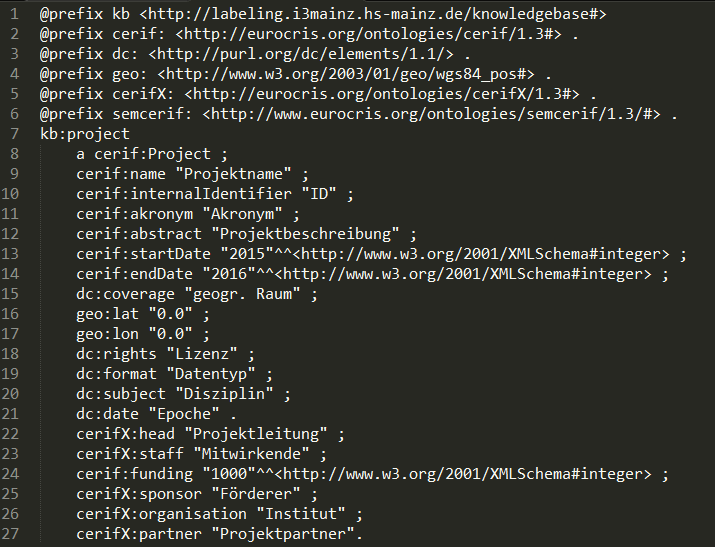 1 @prefix kb <http://labeling.i3mainz.hs-mainz.de/knowledgebase#>
2 @prefix cerif: <http://eurocris.org/ontologies/cerif/1.3#> .
3 @prefix dc: <http://purl.org/dc/elements/1.1/> .
4 @prefix geo: <http://www.w3.org/2003/01/geo/wgs84_pos#> .
5 @prefix cerifX: <http://eurocris.org/ontologies/cerifX/1.3#> .
6 @prefix semcerif: <http://www.eurocris.org/ontologies/semcerif/1.3/#> .
7 kb:project
8 a cerif:Project ;
9 cerif:name "Projektname" ;
10 cerif:internalIdentifier "ID" ;
11 cerif:akronym "Akronym" ;
12 cerif:abstract "Projektbeschreibung" ;
13 cerif:startDate "2015"^^<http://www.w3.org/2001/XMLSchema#integer> ;
14 cerif:endDate "2016"^^<http://www.w3.org/2001/XMLSchema#integer> ;
15 dc:coverage "geogr. Raum" ;
16 geo:lat "0.0" ;
17 geo:lon "0.0" ;
18 dc:rights "Lizenz" ;
19 dc:format "Datentyp" ;
20 dc:subject "Disziplin" ;
21 dc:date "Epoche" .
22 cerifX:head "Projektleitung" ;
23 cerifX:staff "Mitwirkende" ;
24 cerif:funding "1000"^^<http://www.w3.org/2001/XMLSchema#integer> ;
25 cerifX:sponsor "Förderer" ;
26 cerifX:organisation "Institut" ;
27 cerifX:partner "Projektpartner".